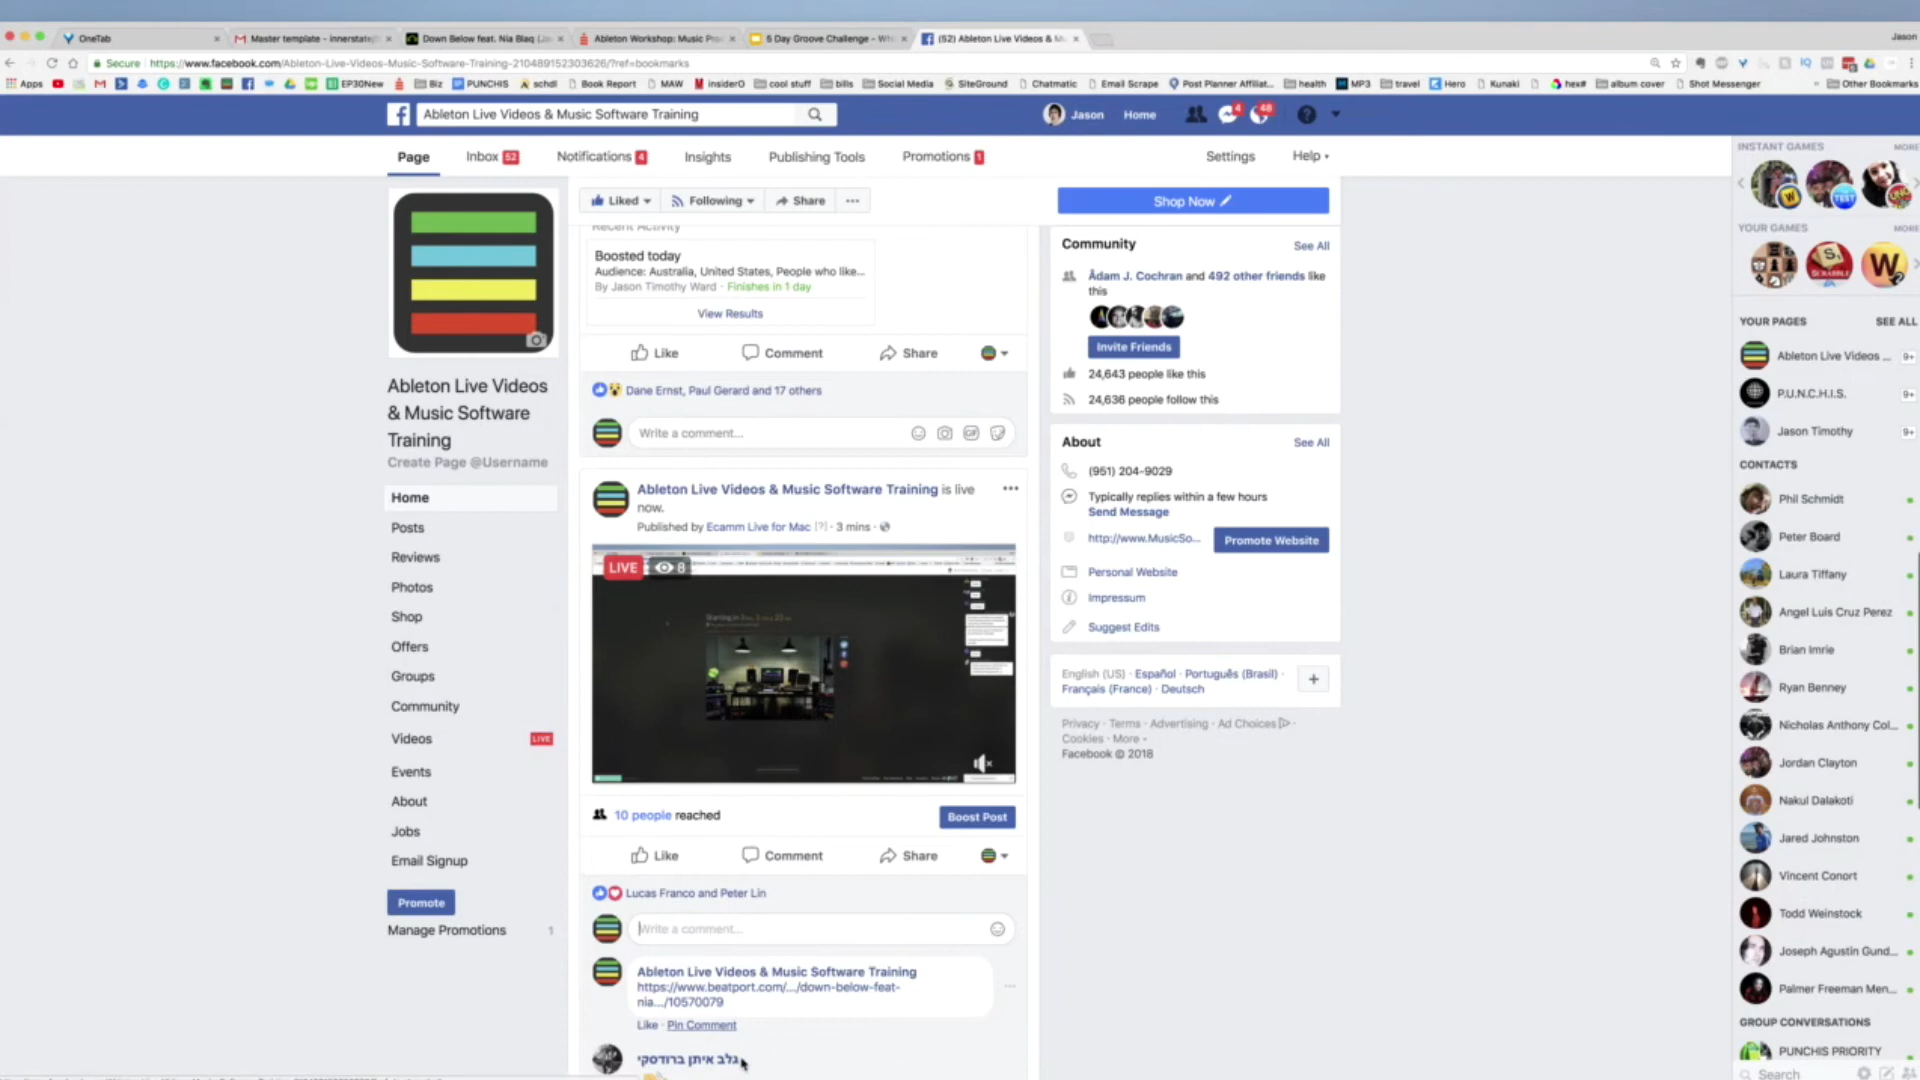 Jason
OneTab
Master template - innerstate
Down Below feat. Nia Blaq
Ableton Workshop: Music Pr
5 Day Groove Challenge - Wh
(52) Ableton Live Videos & Mu
Secure
https://www.facebook.com/Ableton-Live-Videos-Music-Software-Training-210489152303626/?ref=bookmarks
Apps
EP30New
Biz
PUNCHIS
schdl
Book Report
MAW
insiderO
cool stuff
bills
Social Media
SiteGround
Chatmatic
Email Scrape
Post Planner Affiliat...
health
MP3
travel
Hero
Kunaki
hex#
album cover
Shot Messenger
Other Bookmarks
Ableton Live Videos & Music Software Training
Jason
Home
4
48
Page
Inbox 52
Notifications 4
Insights
Publishing Tools
Promotions 1
Settings
Help
Liked
Following
Share
Shop Now
Ableton Live Videos
& Music Software
Training
Create Page @Username
Home
Posts
Reviews
Photos
Shop
Offers
Groups
Community
Videos
LIVE
Events
About
Jobs
Email Signup
Promote
Manage Promotions 1
Recent Activity
Boosted today
Audience: Australia, United States, People who like...
By Jason Timothy Ward · Finishes in 1 day
View Results
Like
Comment
Share
Dane Ernst, Paul Gerard and 17 others
Write a comment...
GIF
Ableton Live Videos & Music Software Training is live
now.
Published by Ecamm Live for Mac [?] · 3 mins ·
LIVE
8
10 people reached
Boost Post
Like
Comment
Share
Lucas Franco and Peter Lin
Write a comment...
Ableton Live Videos & Music Software Training
https://www.beatport.com/.../down-below-feat-
nia.../10570079
Like · Pin Comment
גלב איתן ברודסקי
Community
See All
Adam J. Cochran and 492 other friends like
this
Invite Friends
24,643 people like this
24,636 people follow this
About
See All
(951) 204-9029
Typically replies within a few hours
Send Message
http://www.MusicSo...
Promote Website
Personal Website
Impressum
Suggest Edits
English (US) · Español · Português (Brasil) ·
Français (France) · Deutsch
Privacy · Terms · Advertising · Ad Choices ·
Cookies · More
Facebook © 2018
INSTANT GAMES
MORE
YOUR GAMES
MORE
YOUR PAGES
SEE ALL
Ableton Live Videos ...
9+
P.U.N.C.H.I.S.
9+
Jason Timothy
9+
CONTACTS
Phil Schmidt
Peter Board
Laura Tiffany
Angel Luis Cruz Perez
Brian Imrie
Ryan Benney
Nicholas Anthony Col...
Jordan Clayton
Nakul Dalakoti
Jared Johnston
Vincent Conort
Todd Weinstock
Joseph Agustin Gund...
Palmer Freeman Men...
GROUP CONVERSATIONS
PUNCHIS PRIORITY
Search